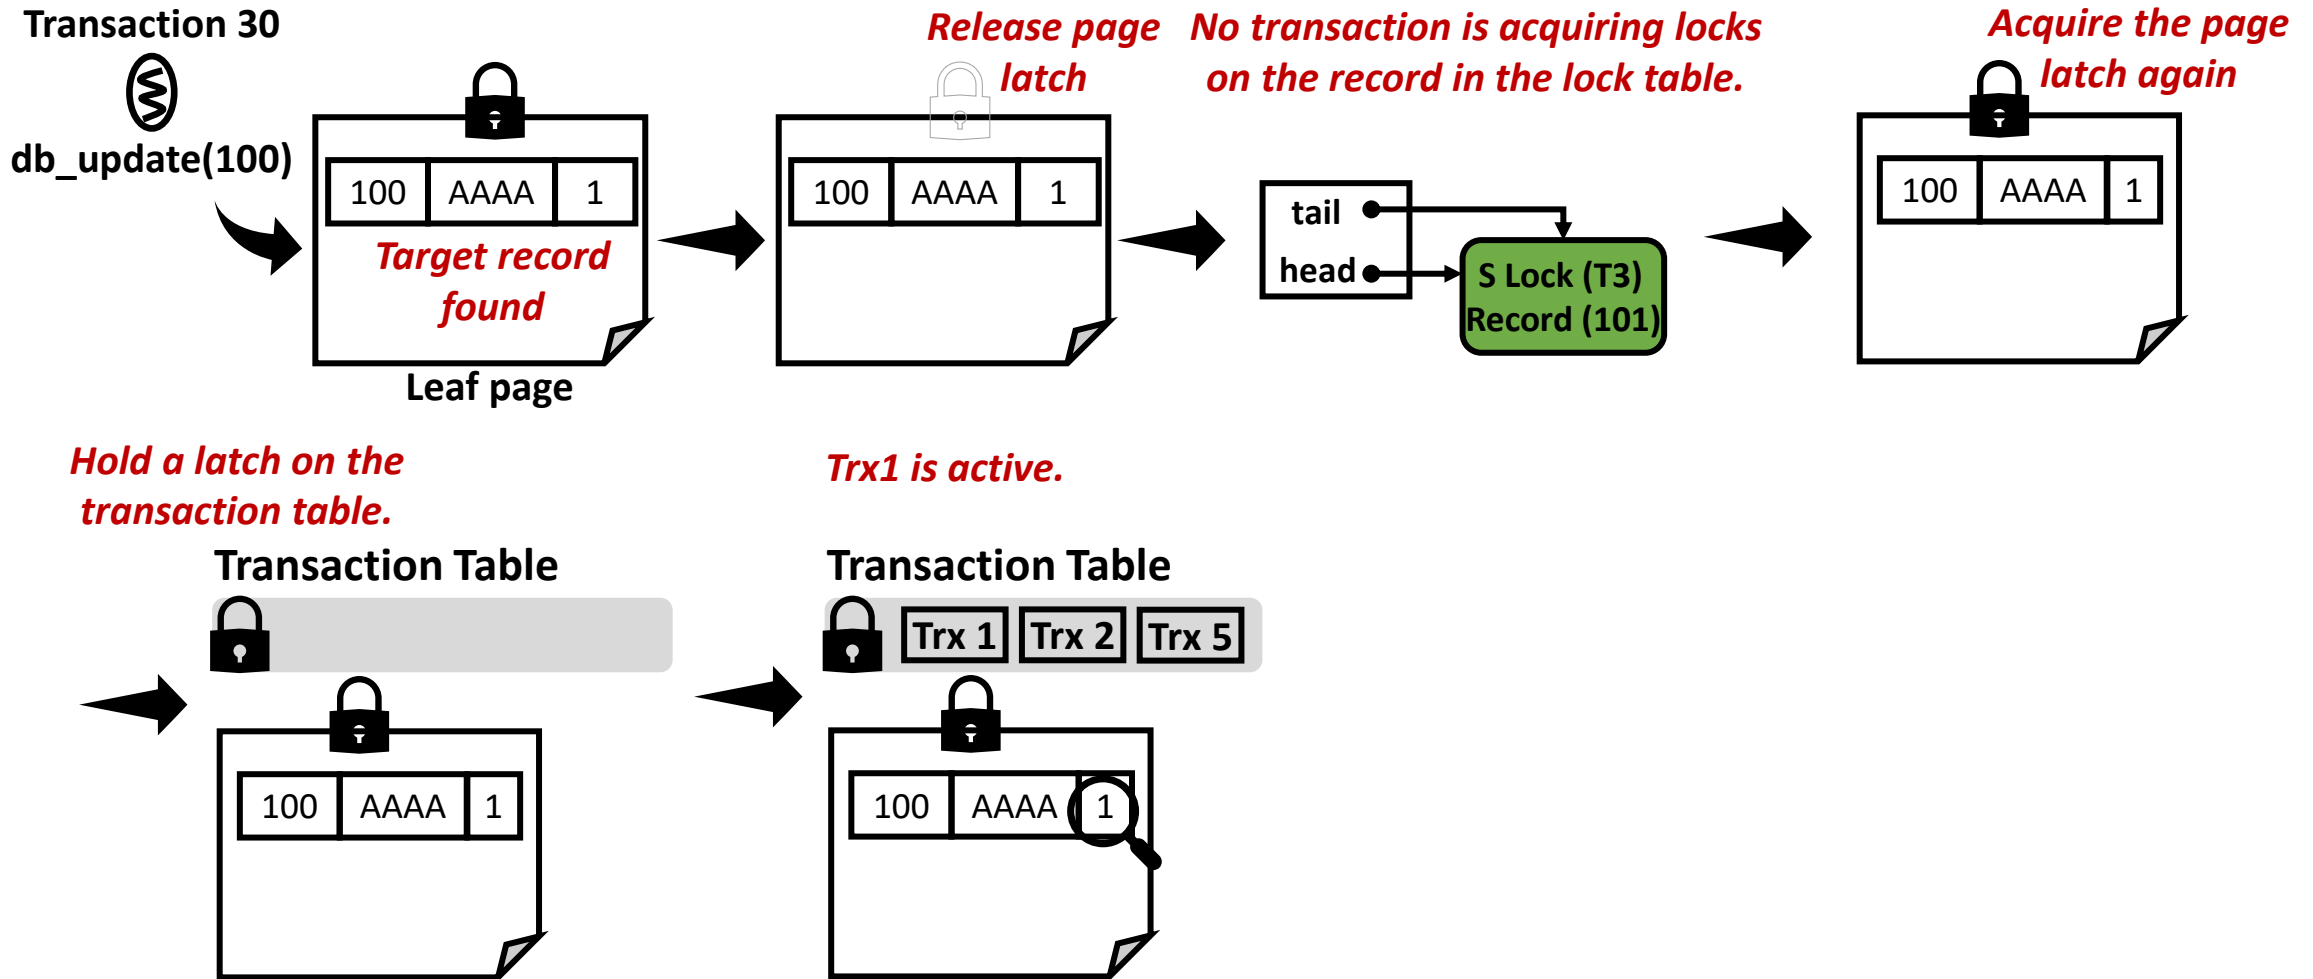 Transaction 30
db_update(100)
100 AAAA 1
Target record
found
Leaf page
Release page
latch
100 AAAA 1
No transaction is acquiring locks
on the record in the lock table.
tail
head
S Lock (T3)
Record (101)
Acquire the page
latch again
100 AAAA 1
Hold a latch on the
transaction table.
Transaction Table
100 AAAA 1
Trx1 is active.
Transaction Table
Trx 1 Trx 2 Trx 5
100 AAAA 1